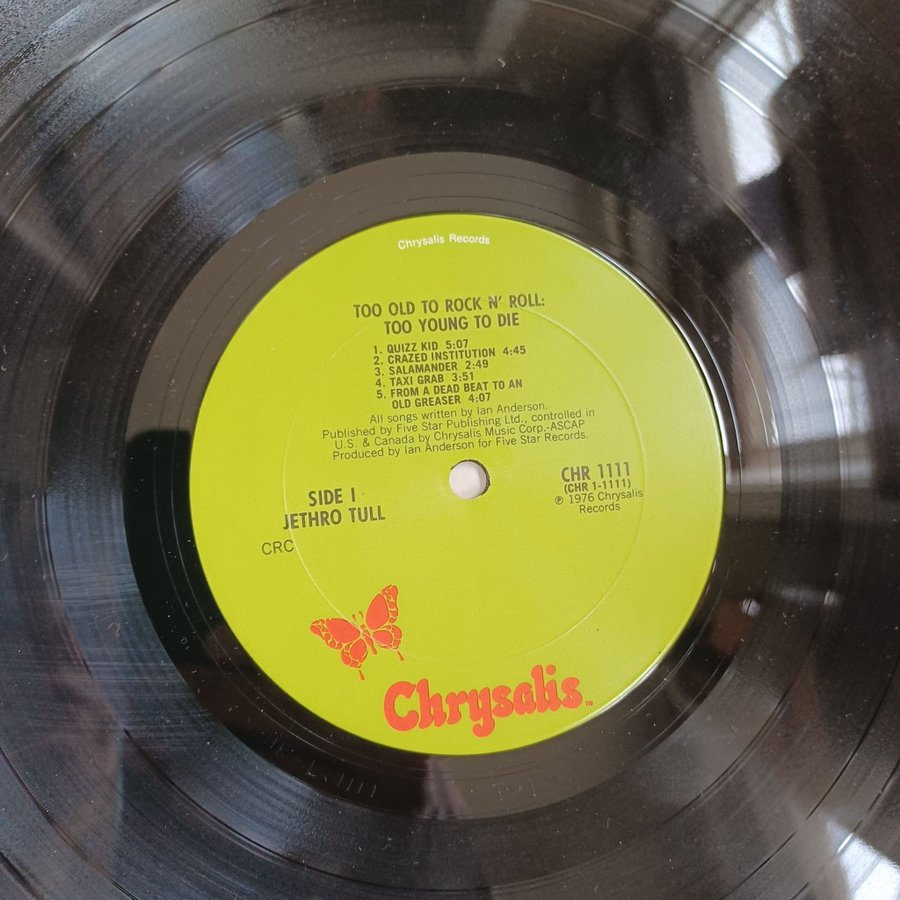 Chrysalis Records
TOO OLD TO ROCK N' ROLL:
TOO YOUNG TO DIE
1. QUIZZ KID 5:07
2. CRAZED INSTITUTION 4:45
3. SALAMANDER 2:49
4. TAXI GRAB 3:51
5. FROM A DEAD BEAT TO AN
OLD GREASER 4:07
All songs written by Ian Anderson.
Published by Five Star Publishing Ltd., controlled in
U.S. & Canada by Chrysalis Music Corp.-ASCAP
Produced by Ian Anderson for Five Star Records.
SIDE I
JETHRO TULL
CRC
CHR 1111
(CHR 1-1111)
℗ 1976 Chrysalis
Records
Chrysalis™